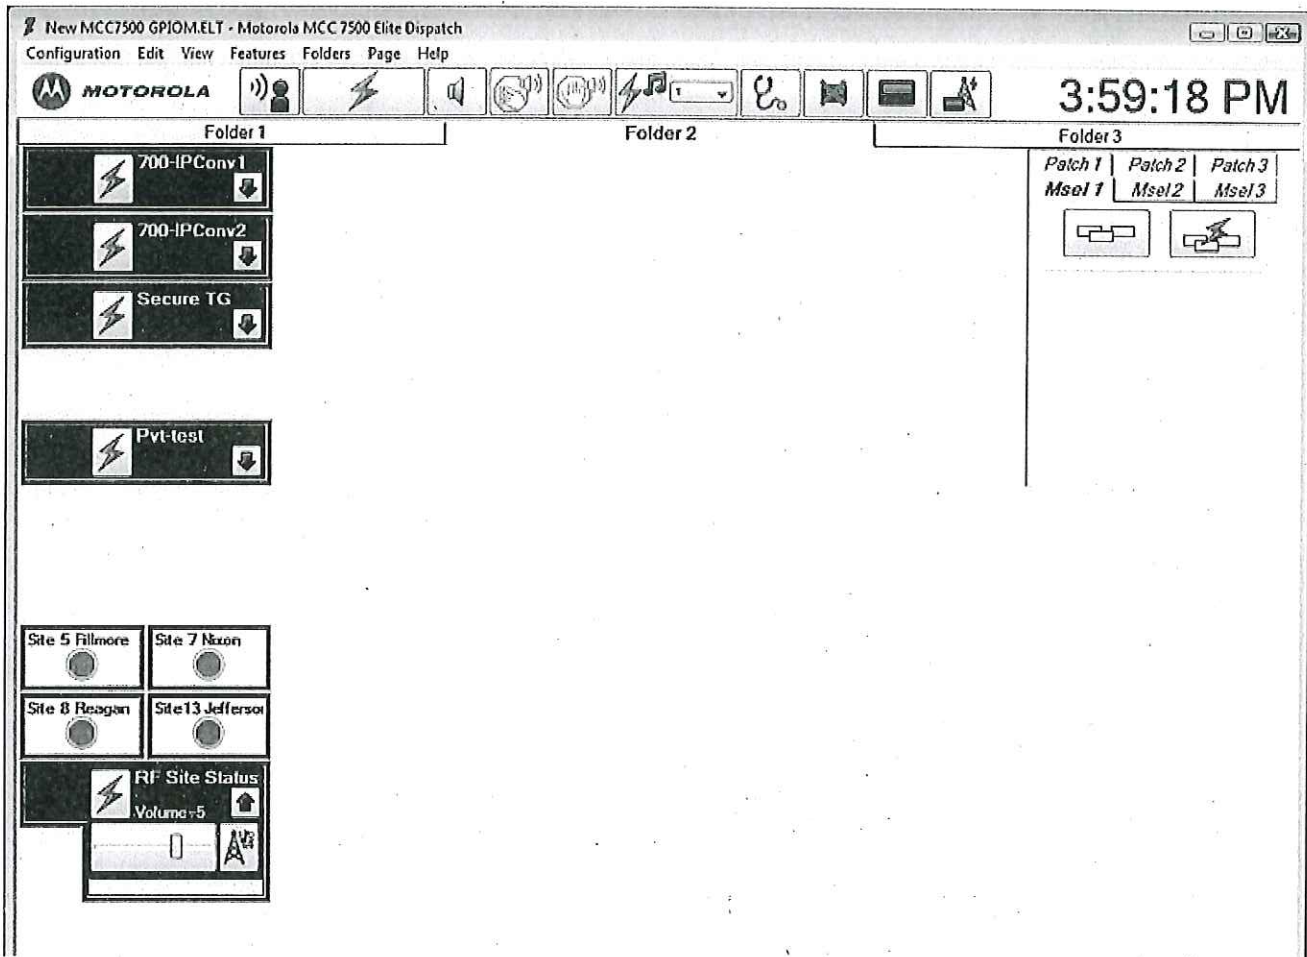 New MCC7500 GPIOM.ELT - Motorola MCC 7500 Elite Dispatch
Configuration Edit View Features Folders Page Help
MOTOROLA
1
3:59:18 PM
Folder 1
Folder 2
Folder 3
700-IPConv1
700-IPConv2
Secure TG
Pvt-test
Patch 1
Patch 2
Patch 3
Msel 1
Msel 2
Msel 3
Site 5 Fillmore
Site 7 Nixon
Site 8 Reagan
Site13 Jefferson
RF Site Status
Volume=5